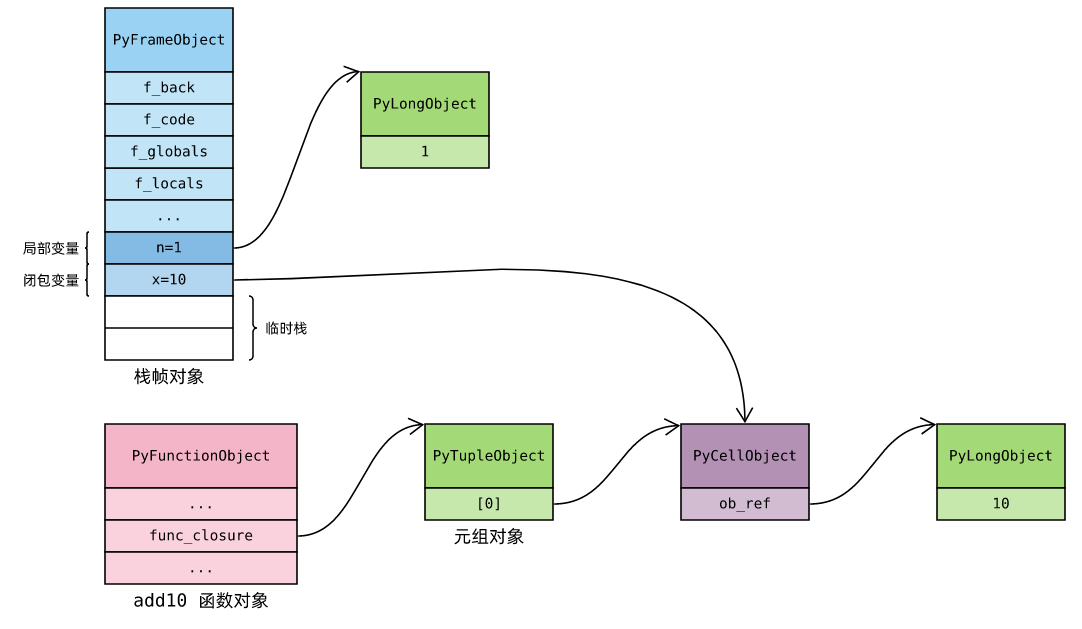 PyFrameObject
f_back
f_code
f_globals
f_locals
...
局部变量
n=1
闭包变量
x=10
临时栈
栈帧对象
PyLongObject
1
PyFunctionObject
...
func_closure
...
add10 函数对象
PyTupleObject
[0]
元组对象
PyCellObject
ob_ref
PyLongObject
10